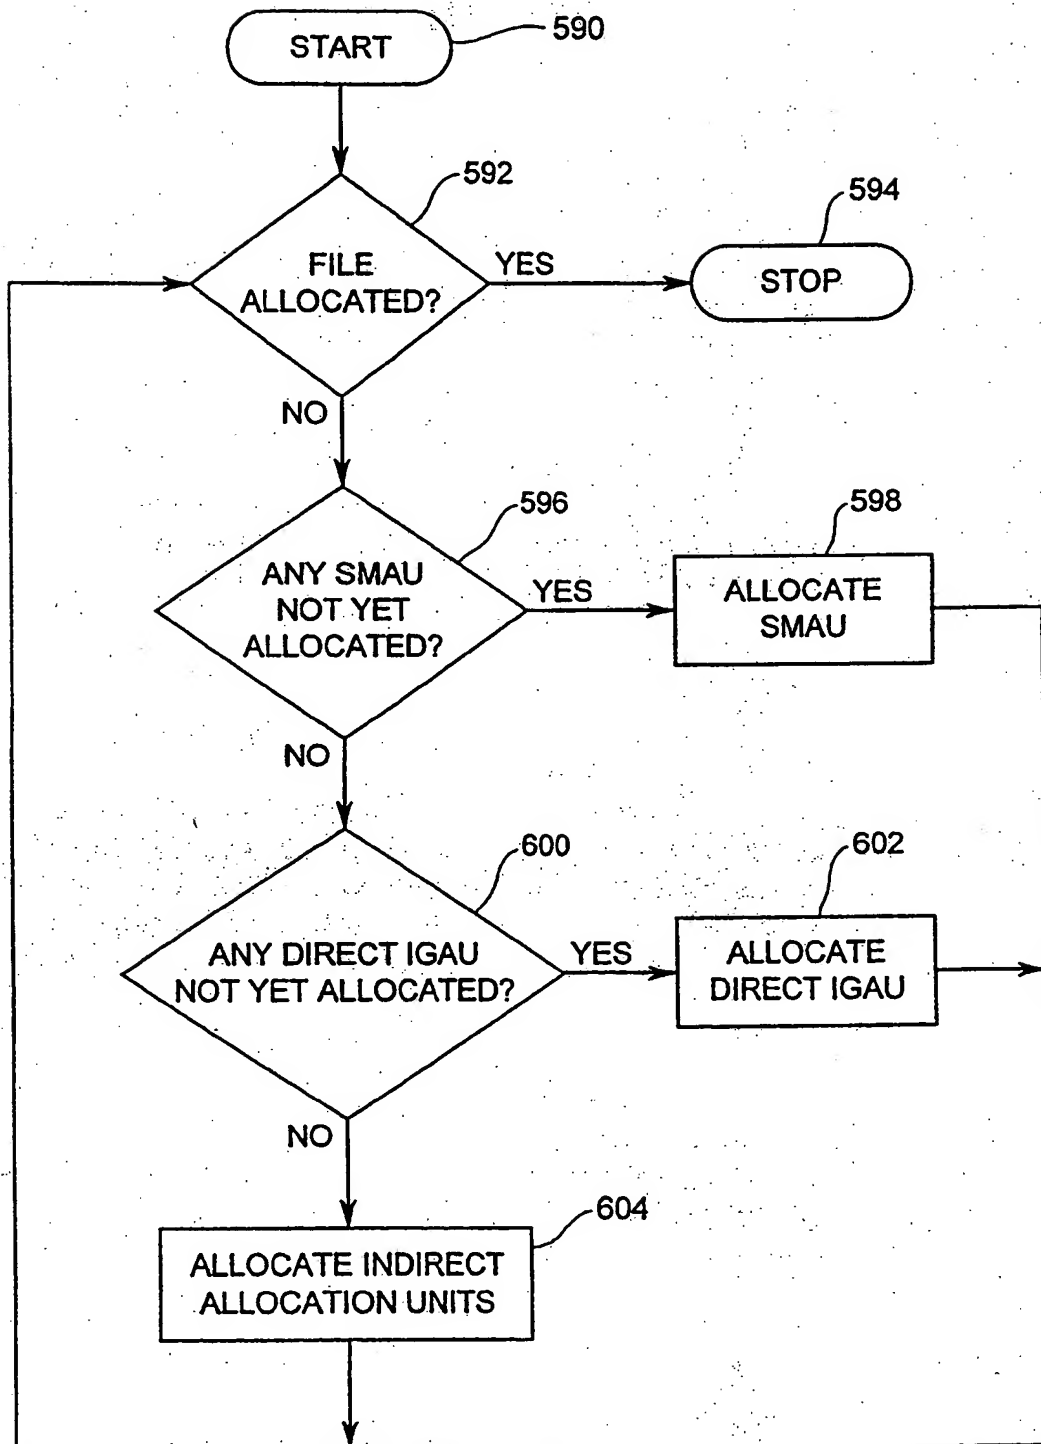 START
590
592
FILE
ALLOCATED?
YES
594
STOP
NO
596
ANY SMAU
NOT YET
ALLOCATED?
YES
598
ALLOCATE
SMAU
NO
600
ANY DIRECT IGAU
NOT YET ALLOCATED?
YES
602
ALLOCATE
DIRECT IGAU
NO
604
ALLOCATE INDIRECT
ALLOCATION UNITS